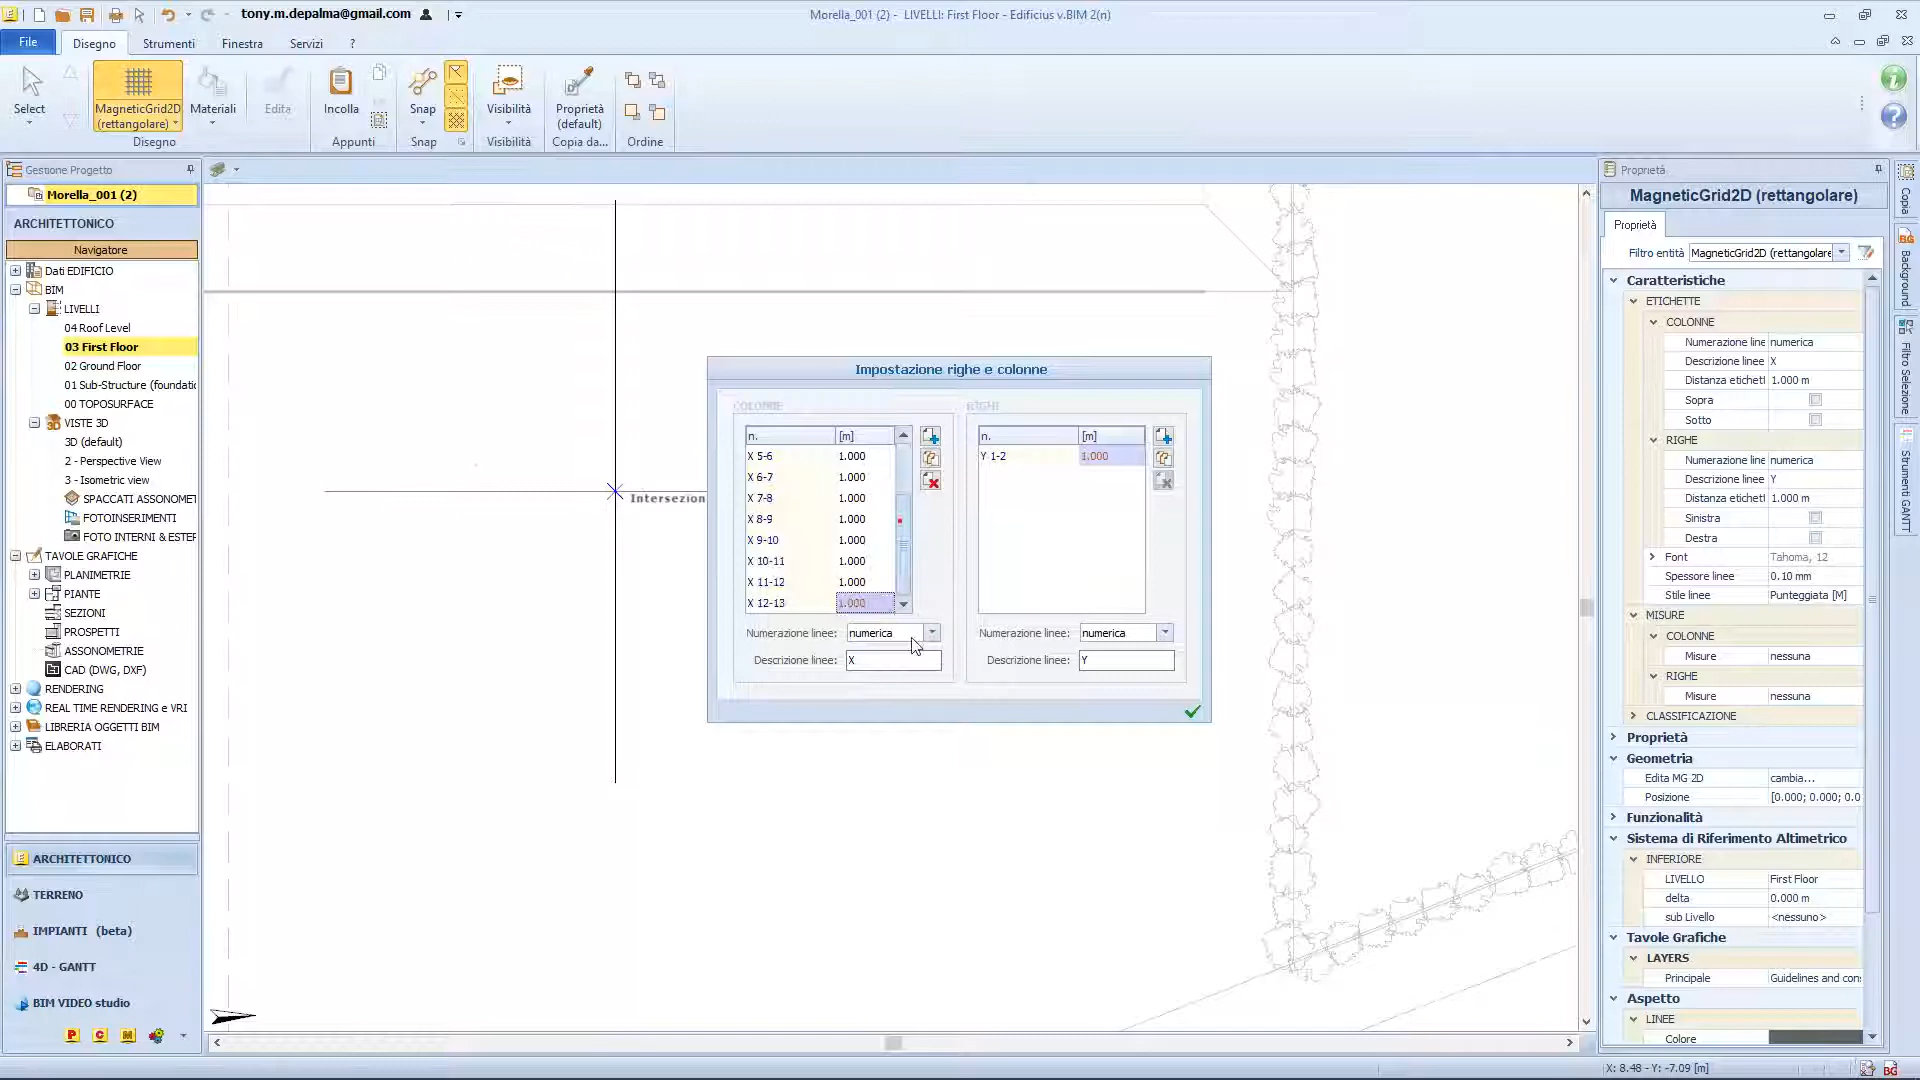 tony.m.depalma@gmail.com
Morella_001 (2) - LIVELLI: First Floor - Edificius v.BIM 2(n)
File
Disegno
Strumenti
Finestra
Servizi
?
Select
MagneticGrid2D
(rettangolare)
Materiali
Edita
Disegno
Incolla
Appunti
Snap
Snap
Visibilità
Visibilità
Proprietà
(default)
Copia da...
Ordine
Gestione Progetto
Morella_001 (2)
ARCHITETTONICO
Navigatore
Dati EDIFICIO
BIM
LIVELLI
04 Roof Level
03 First Floor
02 Ground Floor
01 Sub-Structure (foundatic
00 TOPOSURFACE
VISTE 3D
3D (default)
2 - Perspective View
3 - Isometric view
SPACCATI ASSONOMET
FOTOINSERIMENTI
FOTO INTERNI & ESTER
TAVOLE GRAFICHE
PLANIMETRIE
PIANTE
SEZIONI
PROSPETTI
ASSONOMETRIE
CAD (DWG, DXF)
RENDERING
REAL TIME RENDERING e VRI
LIBRERIA OGGETTI BIM
ELABORATI
ARCHITETTONICO
TERRENO
IMPIANTI (beta)
4D - GANTT
BIM VIDEO studio
P C M
Intersezion
Impostazione righe e colonne
COLONNE
n. [m]
X 5-6 1.000
X 6-7 1.000
X 7-8 1.000
X 8-9 1.000
X 9-10 1.000
X 10-11 1.000
X 11-12 1.000
X 12-13 1.000
Numerazione linee: numerica
Descrizione linee: X
RIGHE
n. [m]
Y 1-2 1.000
Numerazione linee: numerica
Descrizione linee: Y
Proprietà
MagneticGrid2D (rettangolare)
Proprietà
Filtro entità MagneticGrid2D (rettangolare
Caratteristiche
ETICHETTE
COLONNE
Numerazione line numerica
Descrizione linee X
Distanza etichett 1.000 m
Sopra
Sotto
RIGHE
Numerazione line numerica
Descrizione linee Y
Distanza etichett 1.000 m
Sinistra
Destra
Font Tahoma, 12
Spessore linee 0.10 mm
Stile linee Punteggiata [M]
MISURE
COLONNE
Misure nessuna
RIGHE
Misure nessuna
CLASSIFICAZIONE
Proprietà
Geometria
Edita MG 2D cambia...
Posizione [0.000; 0.000; 0.0
Funzionalità
Sistema di Riferimento Altimetrico
INFERIORE
LIVELLO First Floor
delta 0.000 m
sub Livello <nessuno>
Tavole Grafiche
LAYERS
Principale Guidelines and con
Aspetto
LINEE
Colore
Copia
BG
Background
Filtro Selezione
Strumenti GANTT
X: 8.48 - Y: -7.09 [m]
BG